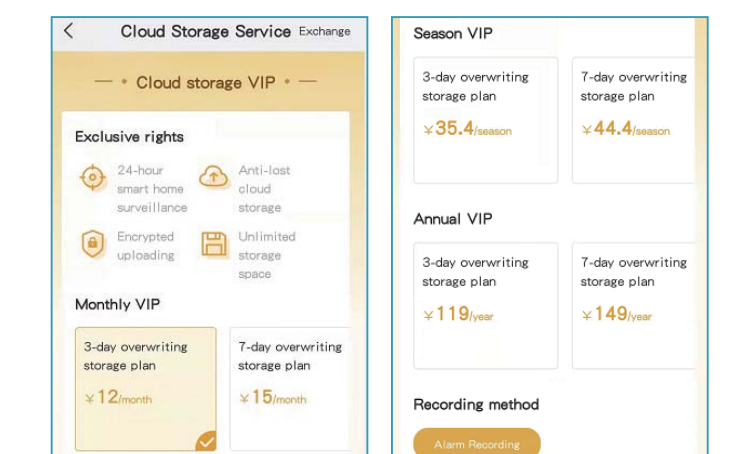 Cloud Storage Service Exchange
Cloud storage VIP
Exclusive rights
24-hour
smart home
surveillance
Anti-lost
cloud
storage
Encrypted
uploading
Unlimited
storage
space
Monthly VIP
3-day overwriting
storage plan
¥12/month
7-day overwriting
storage plan
¥15/month
Season VIP
3-day overwriting
storage plan
¥35.4/season
7-day overwriting
storage plan
¥44.4/season
Annual VIP
3-day overwriting
storage plan
¥119/year
7-day overwriting
storage plan
¥149/year
Recording method
Alarm Recording